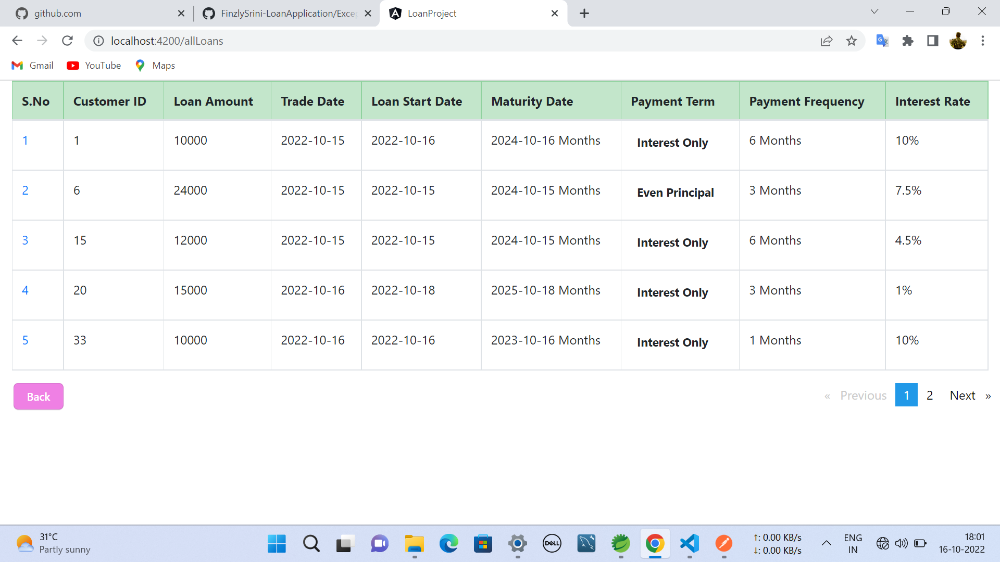 github.com
FinzlySrini-LoanApplication/Excep
LoanProject
localhost:4200/allLoans
Gmail YouTube Maps
S.No Customer ID Loan Amount Trade Date Loan Start Date Maturity Date Payment Term Payment Frequency Interest Rate
1 1 10000 2022-10-15 2022-10-16 2024-10-16 Months Interest Only 6 Months 10%
2 6 24000 2022-10-15 2022-10-15 2024-10-15 Months Even Principal 3 Months 7.5%
3 15 12000 2022-10-15 2022-10-15 2024-10-15 Months Interest Only 6 Months 4.5%
4 20 15000 2022-10-16 2022-10-18 2025-10-18 Months Interest Only 3 Months 1%
5 33 10000 2022-10-16 2022-10-16 2023-10-16 Months Interest Only 1 Months 10%
Back
« Previous 1 2 Next »
31°C
Partly sunny
DELL
↑: 0.00 KB/s
↓: 0.00 KB/s
ENG
IN
18:01
16-10-2022